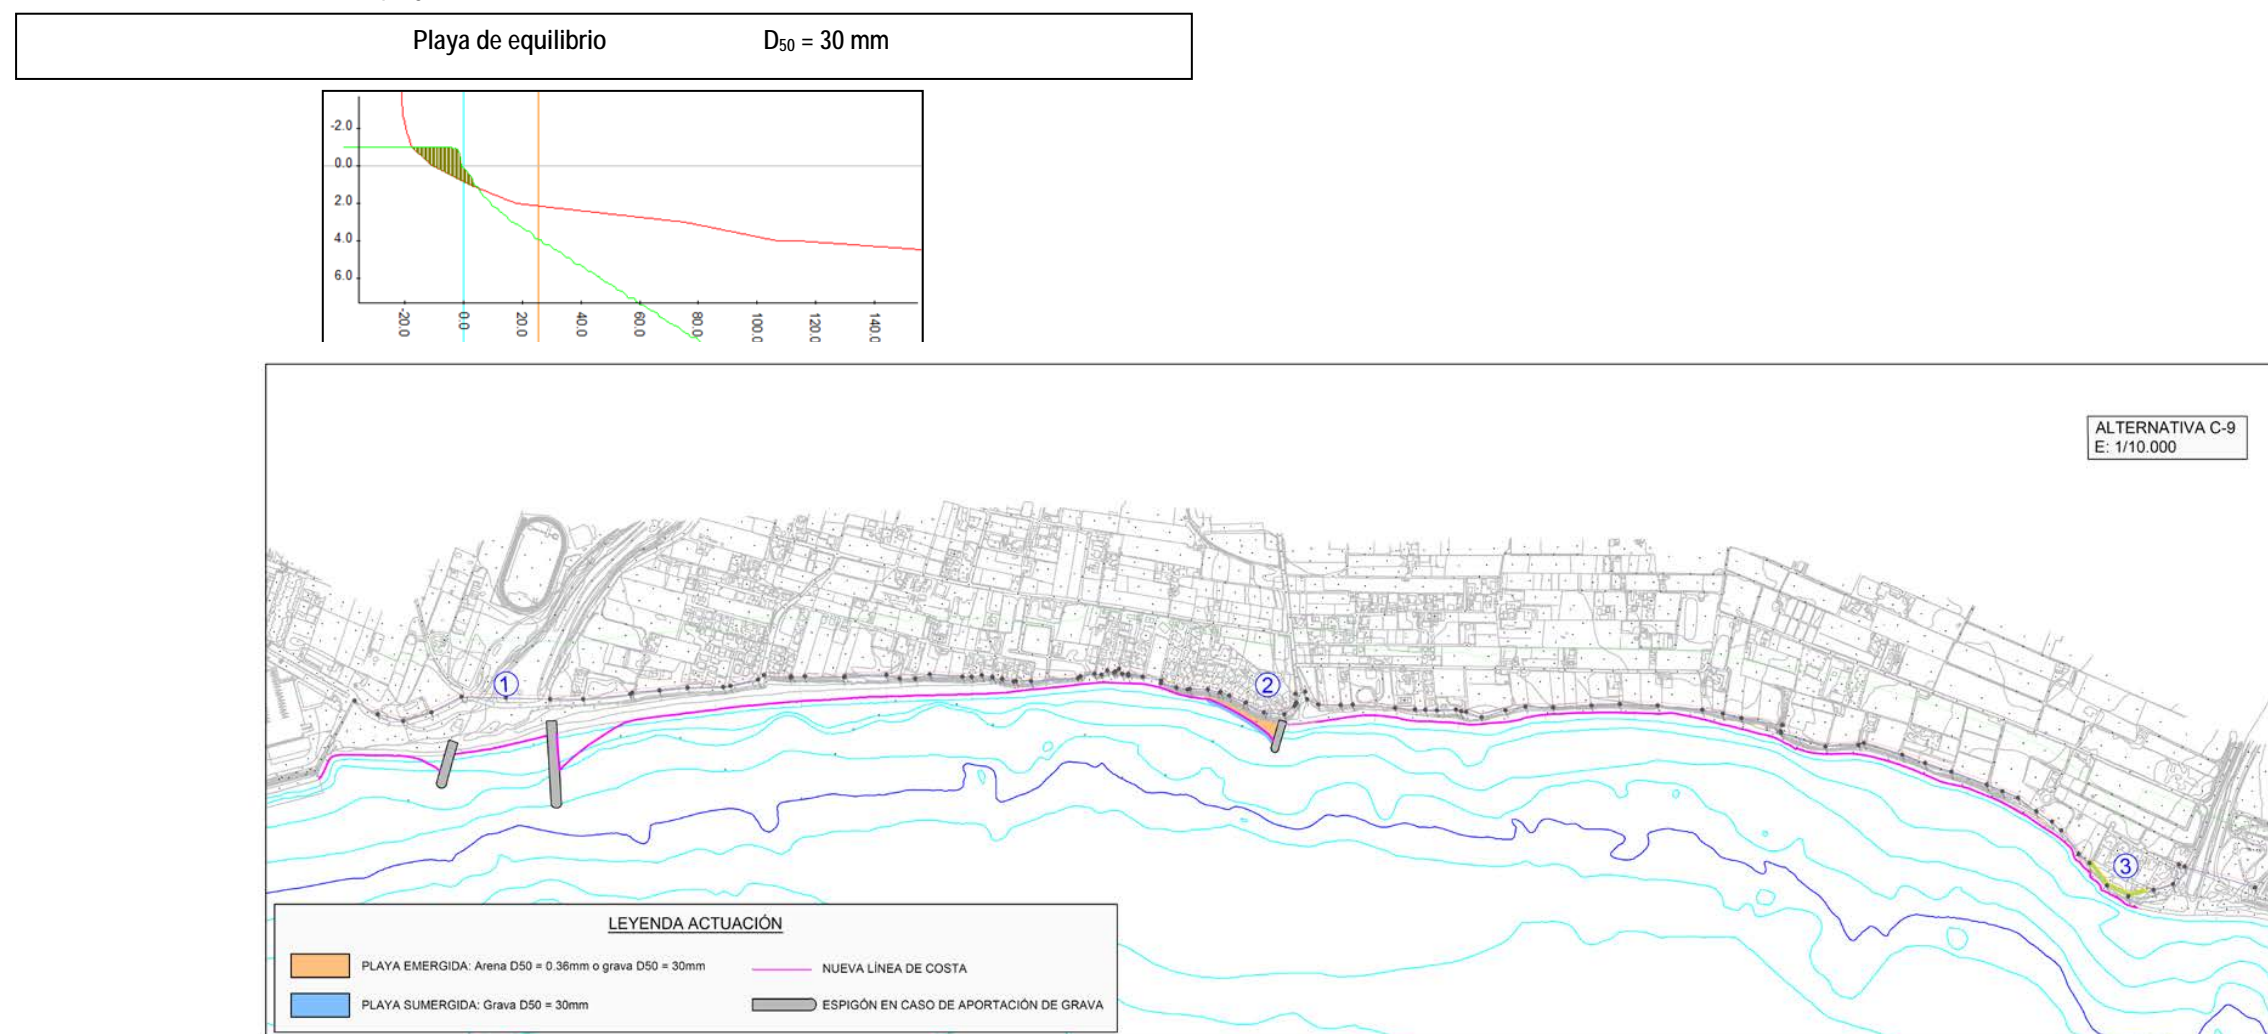 Playa de equilibrio D₅₀ = 30 mm
-2.0
0.0
2.0
4.0
6.0
-20.0
0.0
20.0
40.0
60.0
80.0
100.0
120.0
140.0
ALTERNATIVA C-9
E: 1/10.000
1
2
3
LEYENDA ACTUACIÓN
PLAYA EMERGIDA: Arena D50 = 0.36mm o grava D50 = 30mm
NUEVA LÍNEA DE COSTA
PLAYA SUMERGIDA: Grava D50 = 30mm
ESPIGÓN EN CASO DE APORTACIÓN DE GRAVA